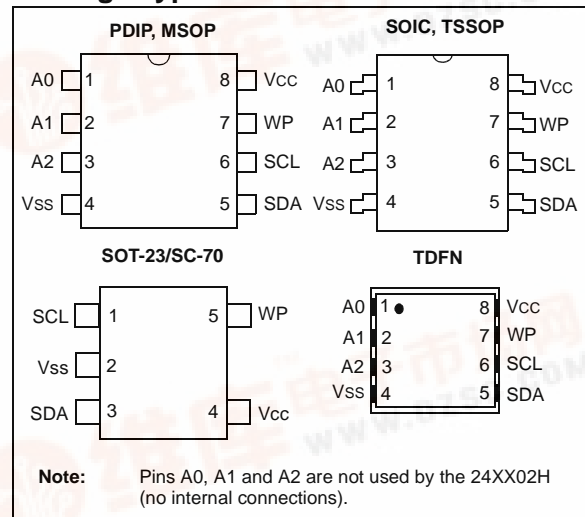 PDIP, MSOP
A0 1 8 VCC
A1 2 7 WP
A2 3 6 SCL
VSS 4 5 SDA
SOIC, TSSOP
A0 1 8 VCC
A1 2 7 WP
A2 3 6 SCL
VSS 4 5 SDA
SOT-23/SC-70
SCL 1 5 WP
Vss 2
SDA 3 4 Vcc
TDFN
A0 1 8 VCC
A1 2 7 WP
A2 3 6 SCL
VSS 4 5 SDA
Note: Pins A0, A1 and A2 are not used by the 24XX02H
(no internal connections).